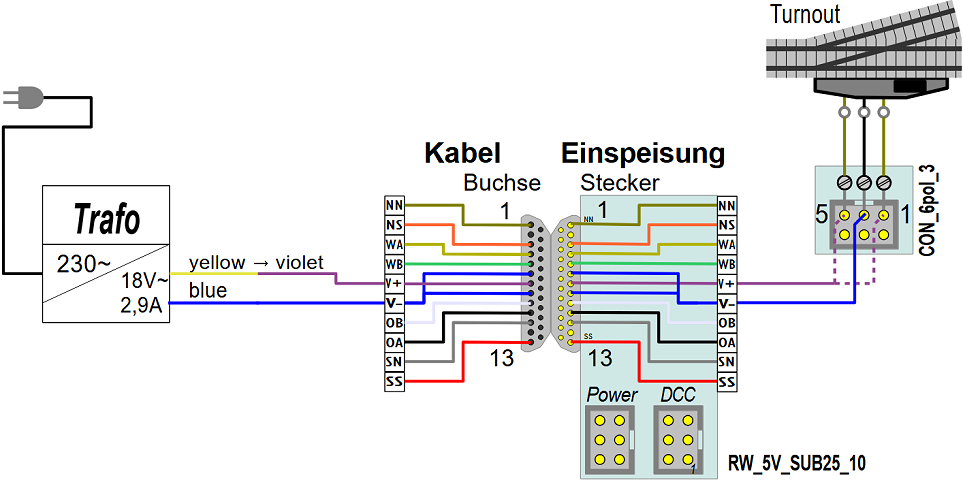 Turnout
Kabel
Einspeisung
Buchse
Stecker
CON_6pol_3
Trafo
230~
18V~
2,9A
yellow → violet
blue
NN
NS
WA
WB
V+
V-
OB
OA
SN
SS
1
13
NN
1
SS
13
NN
NS
WA
WB
V+
V-
OB
OA
SN
SS
5
1
Power
DCC
1
RW_5V_SUB25_10